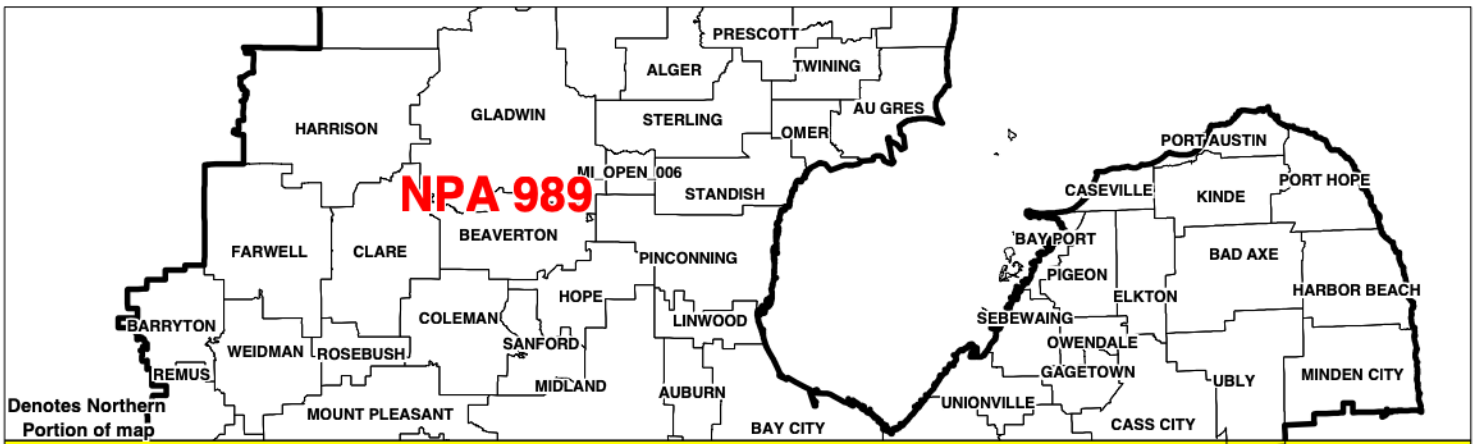 PRESCOTT
ALGER
TWINING
GLADWIN
AU GRES
HARRISON
STERLING
OMER
PORT AUSTIN
MI_OPEN_006
PORT HOPE
CASEVILLE
STANDISH
KINDE
NPA 989
BEAVERTON
BAY PORT
FARWELL
CLARE
BAD AXE
PINCONNING
PIGEON
HARBOR BEACH
HOPE
ELKTON
COLEMAN
LINWOOD
SEBEWAING
BARRYTON
SANFORD
OWENDALE
WEIDMAN
ROSEBUSH
REMUS
GAGETOWN
MINDEN CITY
UBLY
MIDLAND
AUBURN
UNIONVILLE
Denotes Northern
Portion of map
MOUNT PLEASANT
CASS CITY
BAY CITY